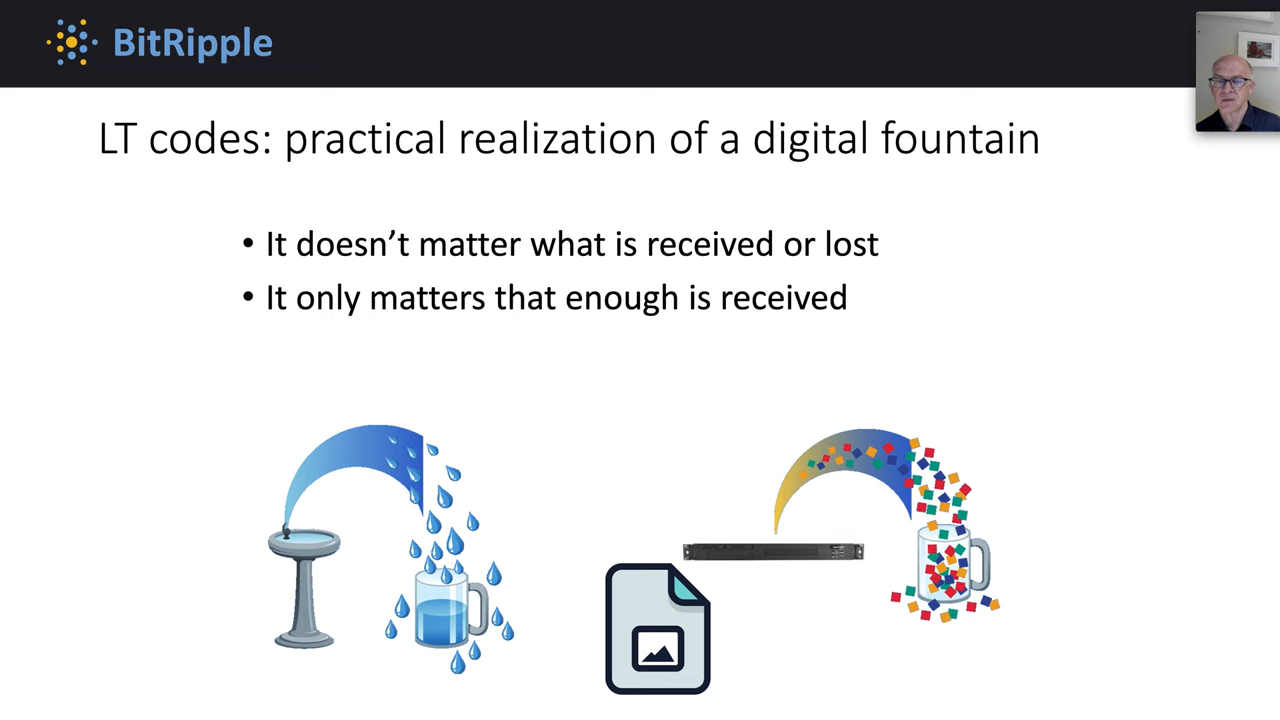 BitRipple
LT codes: practical realization of a digital fountain
• It doesn’t matter what is received or lost
• It only matters that enough is received